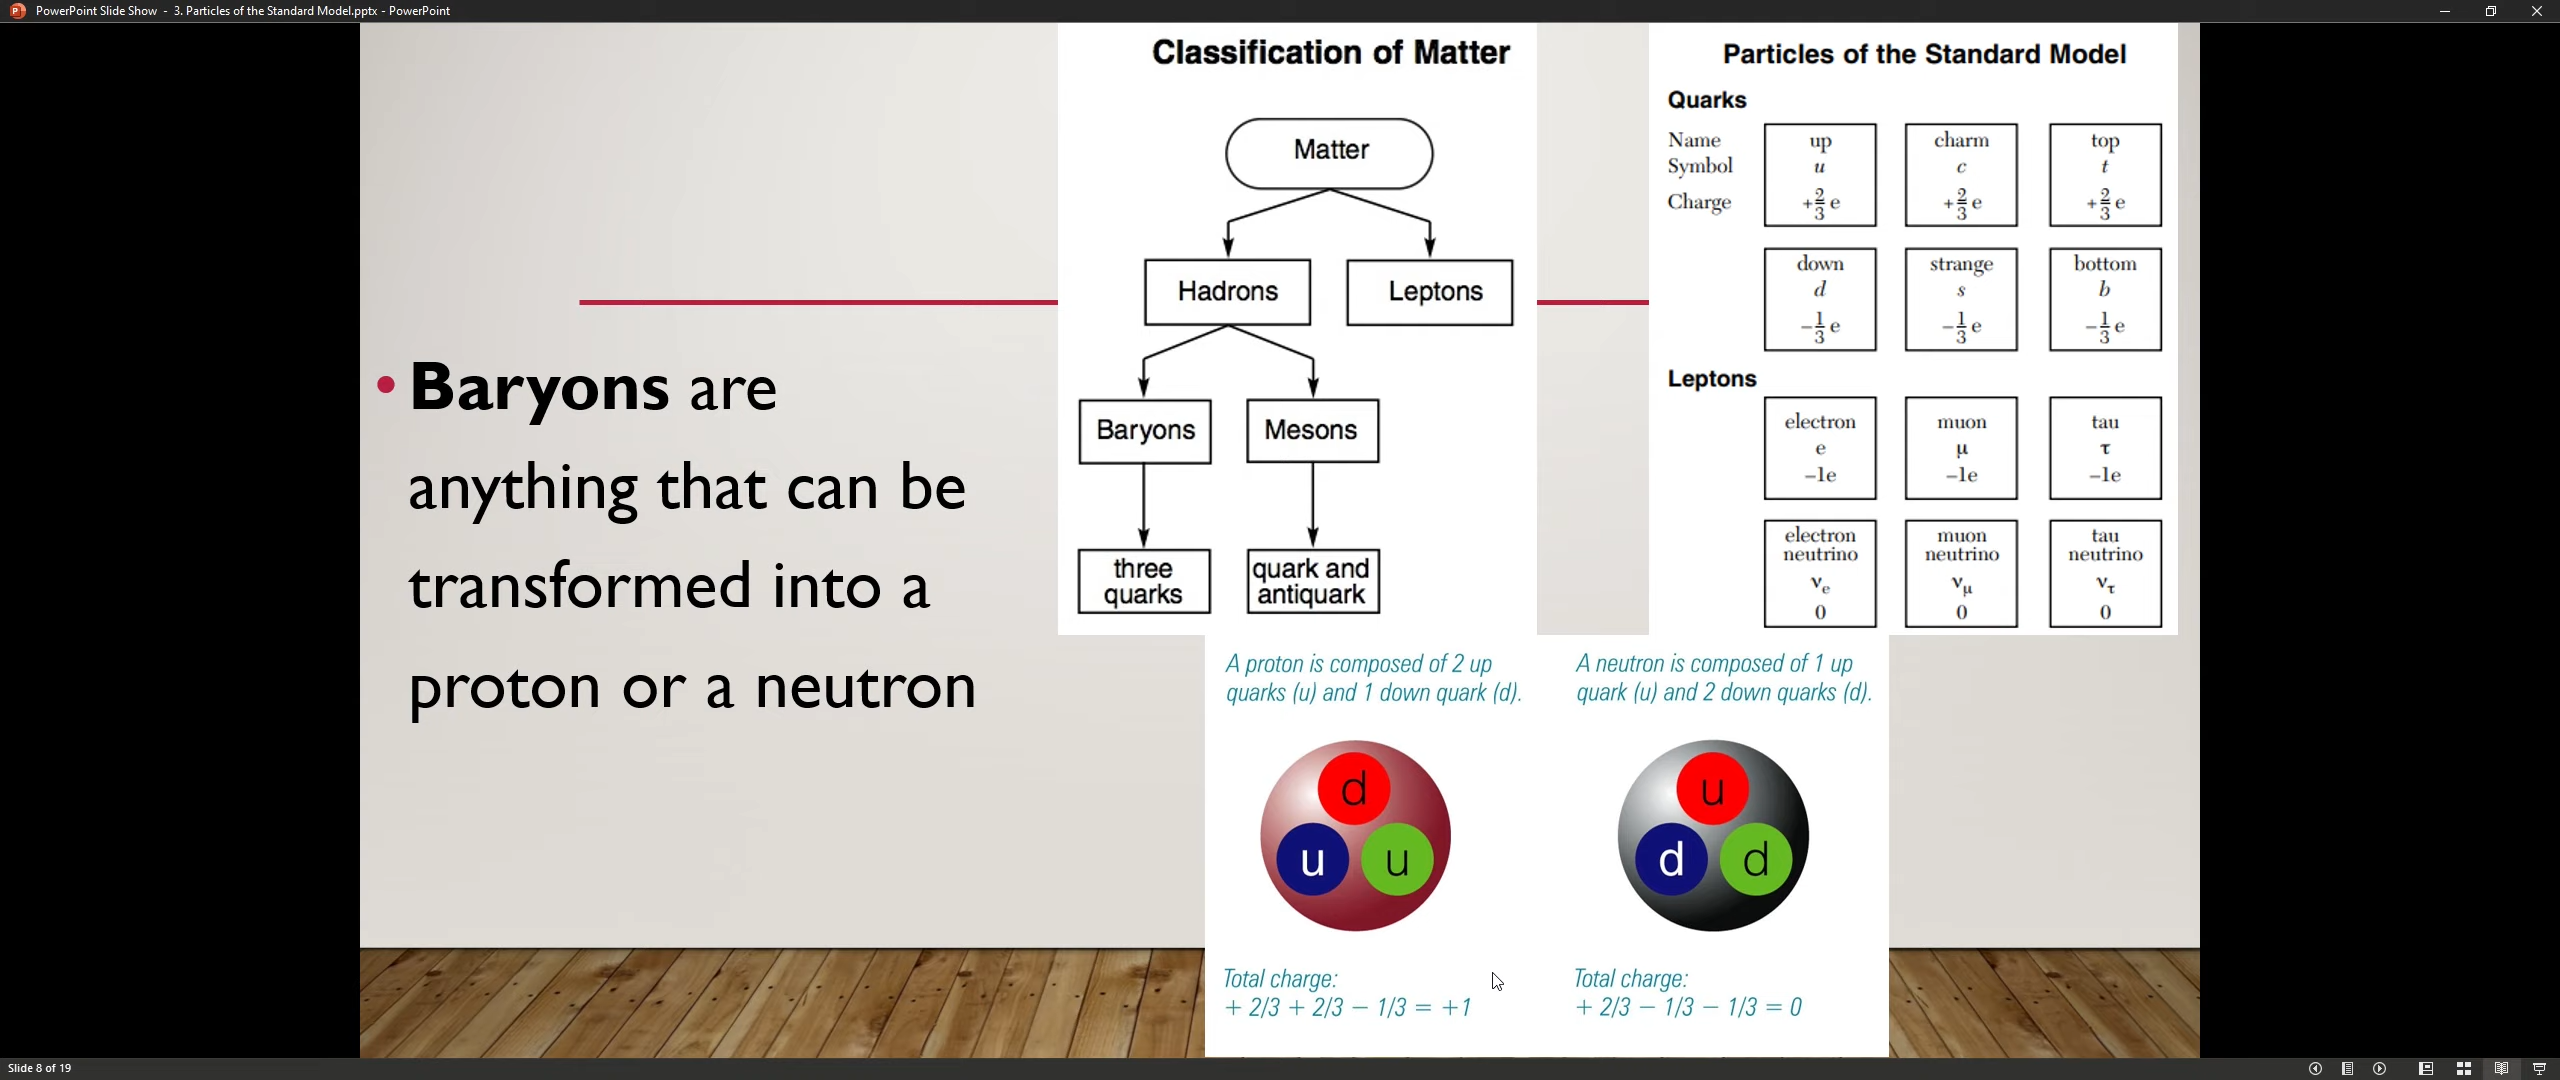 PowerPoint Slide Show - 3. Particles of the Standard Model.pptx - PowerPoint
• Baryons are
anything that can be
transformed into a
proton or a neutron
Classification of Matter
Matter
Hadrons Leptons
Baryons Mesons
three
quarks
quark and
antiquark
Particles of the Standard Model
Quarks
Name up charm top
Symbol u c t
Charge +2/3 e +2/3 e +2/3 e
down strange bottom
d s b
−1/3 e −1/3 e −1/3 e
Leptons
electron muon tau
e μ τ
−1e −1e −1e
electron
neutrino
νe
0
muon
neutrino
νμ
0
tau
neutrino
ντ
0
A proton is composed of 2 up
quarks (u) and 1 down quark (d).
d
u u
Total charge:
+ 2/3 + 2/3 − 1/3 = +1
A neutron is composed of 1 up
quark (u) and 2 down quarks (d).
u
d d
Total charge:
+ 2/3 − 1/3 − 1/3 = 0
Slide 8 of 19